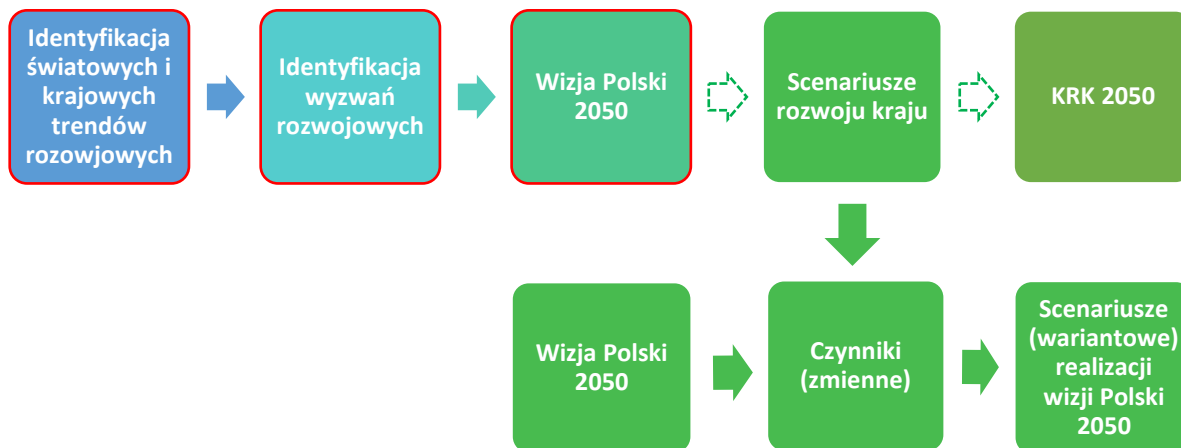 Identyfikacja
światowych i
krajowych
trendów
rozowjowych
Identyfikacja
wyzwań
rozwojowych
Wizja Polski
2050
Scenariusze
rozwoju kraju
KRK 2050
Wizja Polski
2050
Czynniki
(zmienne)
Scenariusze
(wariantowe)
realizacji
wizji Polski
2050